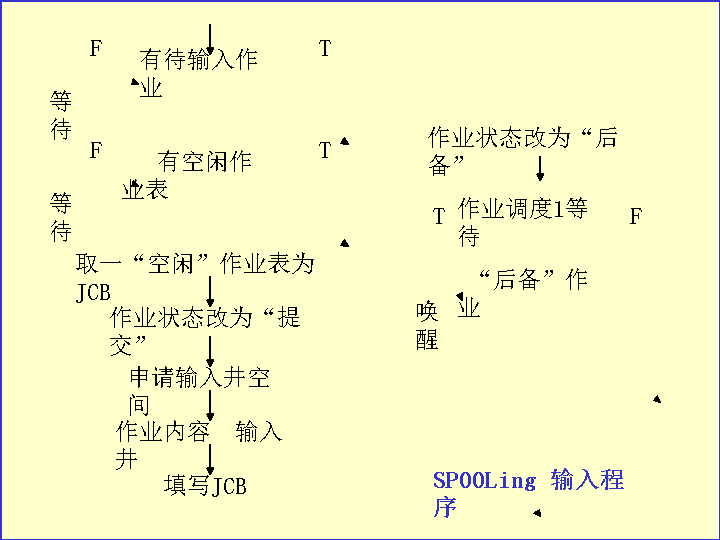 F
T
有待输入作
业
等
待
F
T
有空闲作
业表
等
待
取一“空闲”作业表为
JCB
作业状态改为“提
交”
申请输入井空
间
作业内容 输入
井
填写JCB
作业状态改为“后
备”
T
作业调度1等
待
F
“后备”作
业
唤
醒
SPOOLing 输入程
序